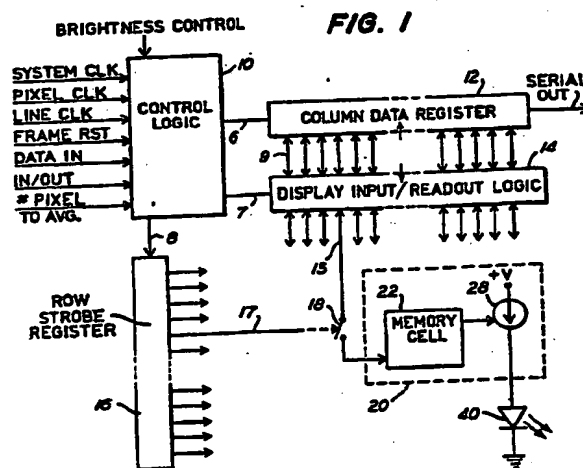 FIG. 1
BRIGHTNESS CONTROL
10
SYSTEM CLK
PIXEL CLK
LINE CLK
FRAME RST
DATA IN
IN/OUT
# PIXEL
TO AVG.
CONTROL
LOGIC
12
SERIAL
OUT
COLUMN DATA REGISTER
6
9
14
DISPLAY INPUT/READOUT LOGIC
7
8
15
ROW
STROBE
REGISTER
16
17
18
22
MEMORY
CELL
+V
28
20
40